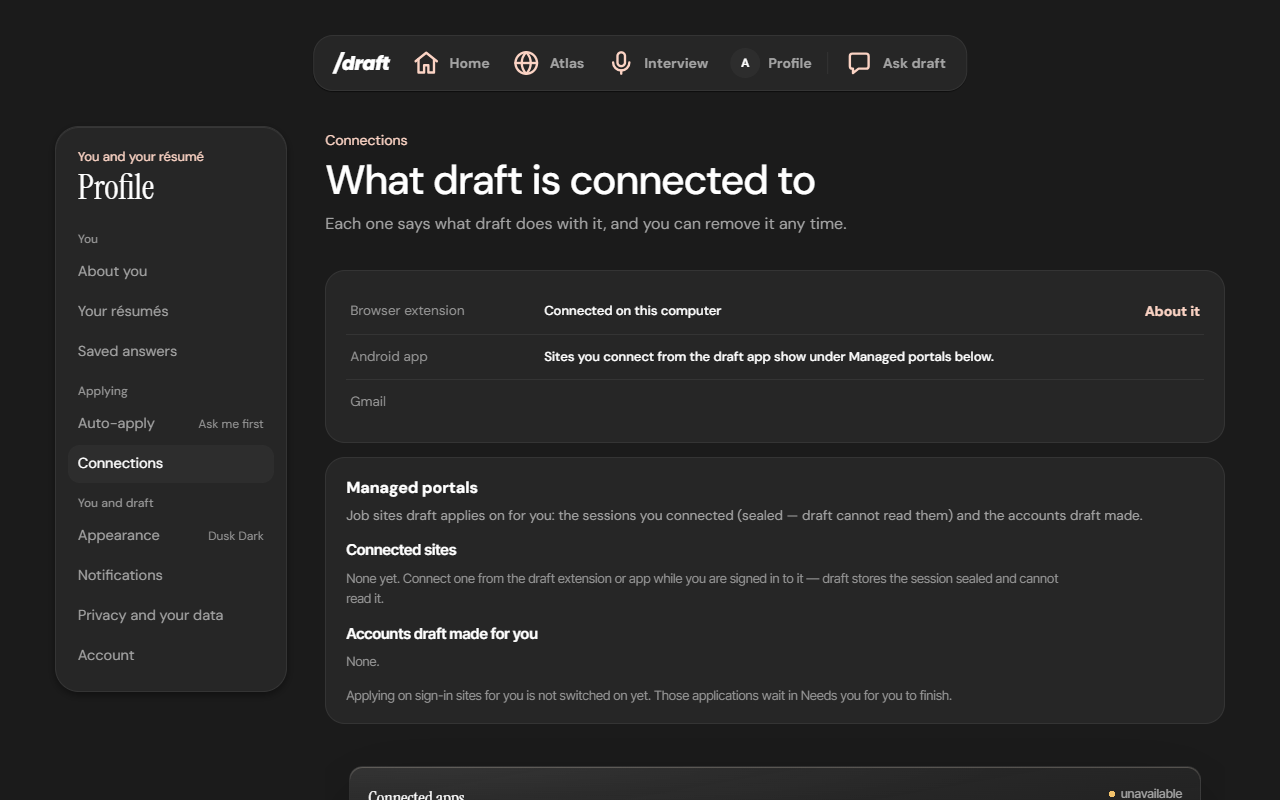 /draft
Home
Atlas
Interview
A
Profile
Ask draft
You and your résumé
Profile
You
About you
Your résumés
Saved answers
Applying
Auto-apply
Ask me first
Connections
You and draft
Appearance
Dusk Dark
Notifications
Privacy and your data
Account
Connections
What draft is connected to
Each one says what draft does with it, and you can remove it any time.
Browser extension
Connected on this computer
About it
Android app
Sites you connect from the draft app show under Managed portals below.
Gmail
Managed portals
Job sites draft applies on for you: the sessions you connected (sealed — draft cannot read them) and the accounts draft made.
Connected sites
None yet. Connect one from the draft extension or app while you are signed in to it — draft stores the session sealed and cannot
read it.
Accounts draft made for you
None.
Applying on sign-in sites for you is not switched on yet. Those applications wait in Needs you for you to finish.
Connected apps
unavailable